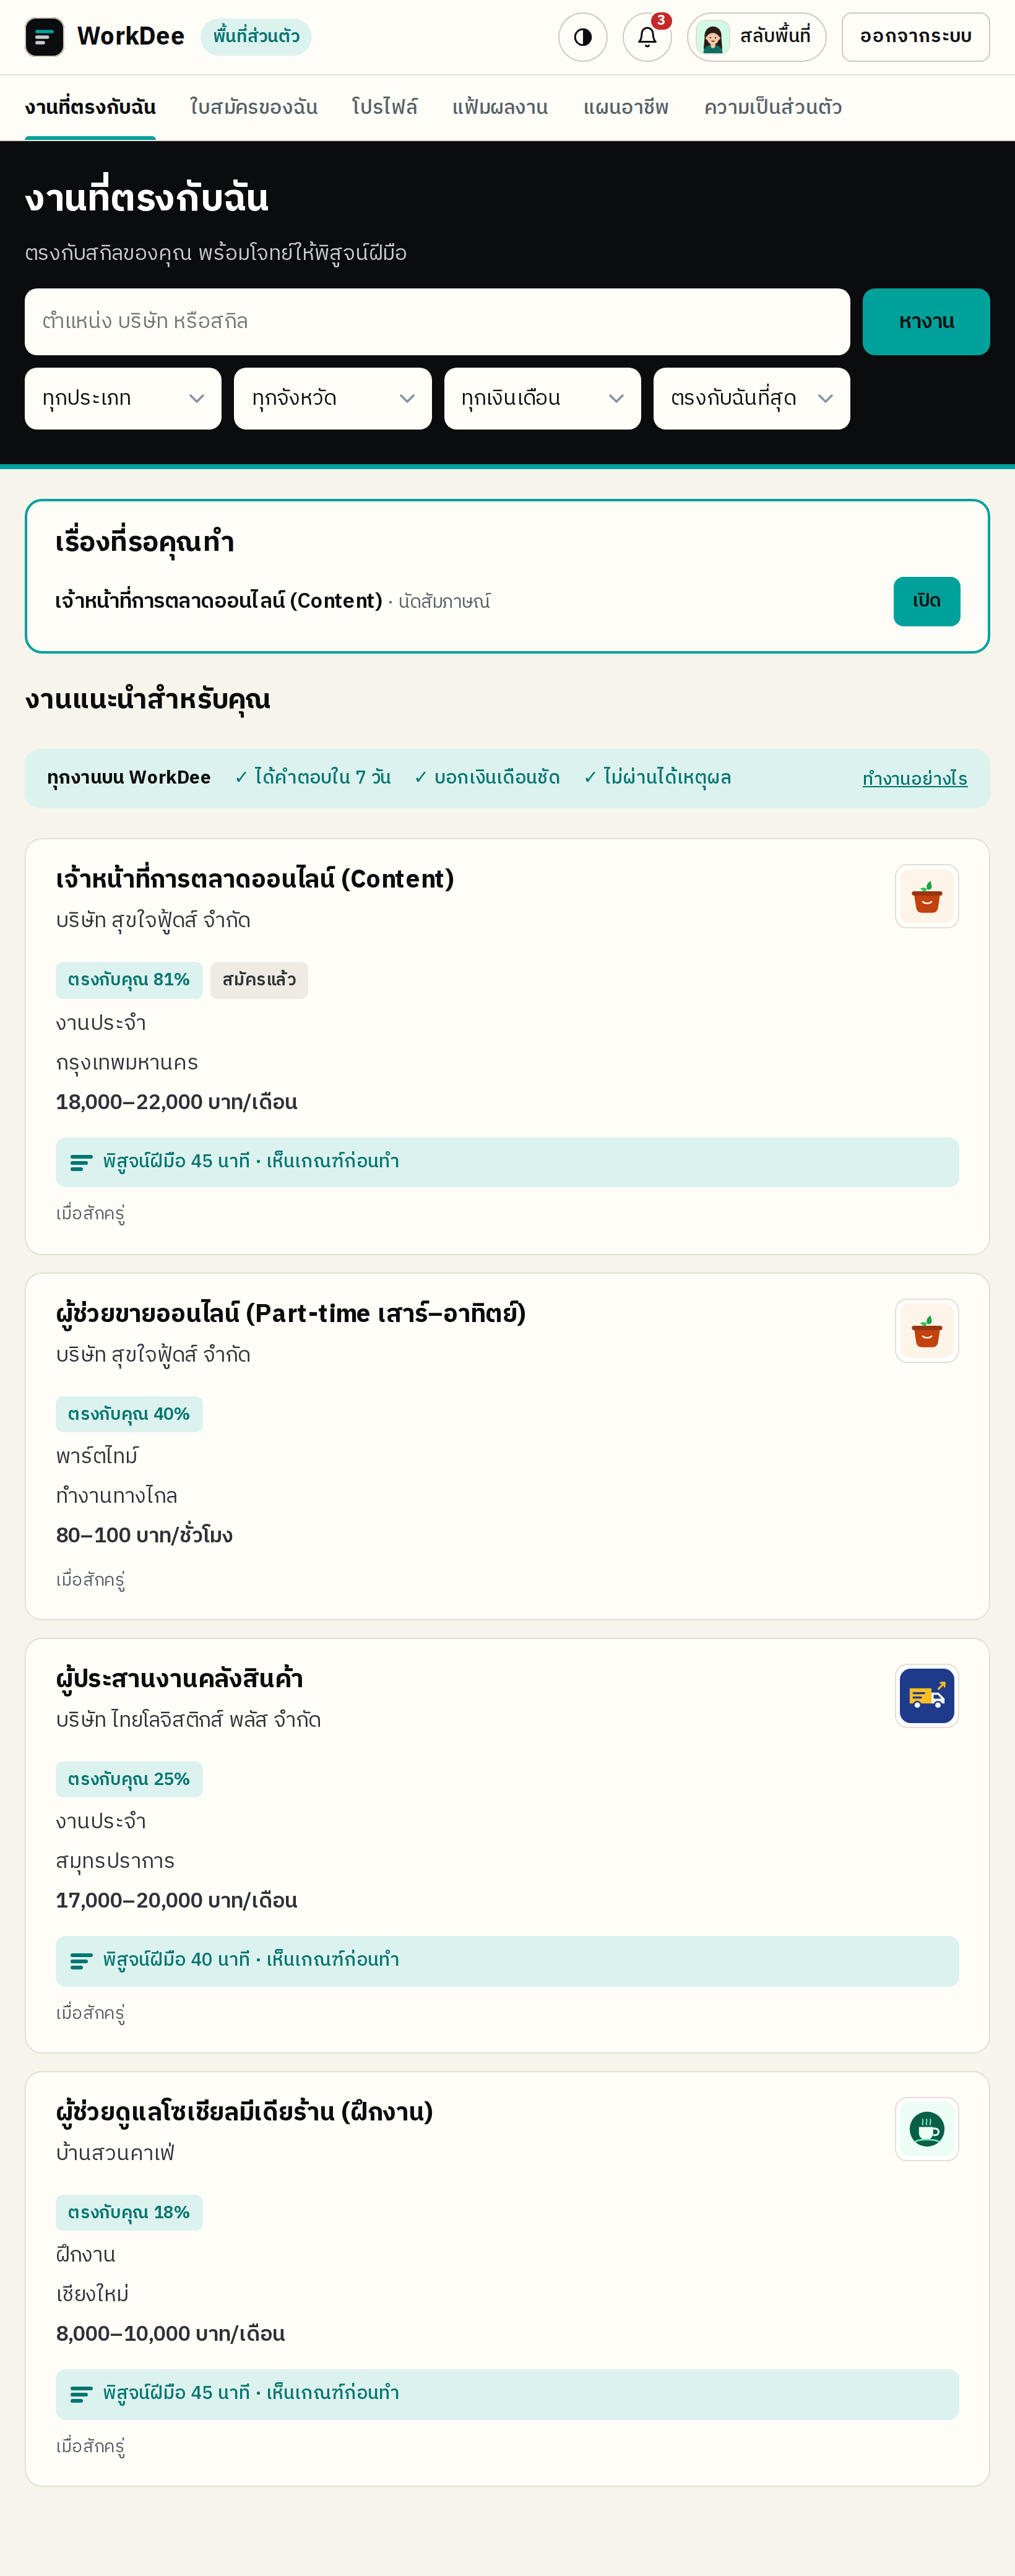 WorkDee พื้นที่ส่วนตัว 3 สลับพื้นที่ ออกจากระบบ
งานที่ตรงกับฉัน ใบสมัครของฉัน โปรไฟล์ แฟ้มผลงาน แผนอาชีพ ความเป็นส่วนตัว
งานที่ตรงกับฉัน
ตรงกับสกิลของคุณ พร้อมโจทย์ให้พิสูจน์ฝีมือ
ตำแหน่ง บริษัท หรือสกิล หางาน
ทุกประเภท ทุกจังหวัด ทุกเงินเดือน ตรงกับฉันที่สุด
เรื่องที่รอคุณทำ
เจ้าหน้าที่การตลาดออนไลน์ (Content) · นัดสัมภาษณ์ เปิด
งานแนะนำสำหรับคุณ
ทุกงานบน WorkDee ✓ ได้คำตอบใน 7 วัน ✓ บอกเงินเดือนชัด ✓ ไม่ผ่านได้เหตุผล ทำงานอย่างไร
เจ้าหน้าที่การตลาดออนไลน์ (Content)
บริษัท สุขใจฟู้ดส์ จำกัด
ตรงกับคุณ 81% สมัครแล้ว
งานประจำ
กรุงเทพมหานคร
18,000–22,000 บาท/เดือน
พิสูจน์ฝีมือ 45 นาที · เห็นเกณฑ์ก่อนทำ
เมื่อสักครู่
ผู้ช่วยขายออนไลน์ (Part-time เสาร์–อาทิตย์)
บริษัท สุขใจฟู้ดส์ จำกัด
ตรงกับคุณ 40%
พาร์ตไทม์
ทำงานทางไกล
80–100 บาท/ชั่วโมง
เมื่อสักครู่
ผู้ประสานงานคลังสินค้า
บริษัท ไทยโลจิสติกส์ พลัส จำกัด
ตรงกับคุณ 25%
งานประจำ
สมุทรปราการ
17,000–20,000 บาท/เดือน
พิสูจน์ฝีมือ 40 นาที · เห็นเกณฑ์ก่อนทำ
เมื่อสักครู่
ผู้ช่วยดูแลโซเชียลมีเดียร้าน (ฝึกงาน)
บ้านสวนคาเฟ่
ตรงกับคุณ 18%
ฝึกงาน
เชียงใหม่
8,000–10,000 บาท/เดือน
พิสูจน์ฝีมือ 45 นาที · เห็นเกณฑ์ก่อนทำ
เมื่อสักครู่